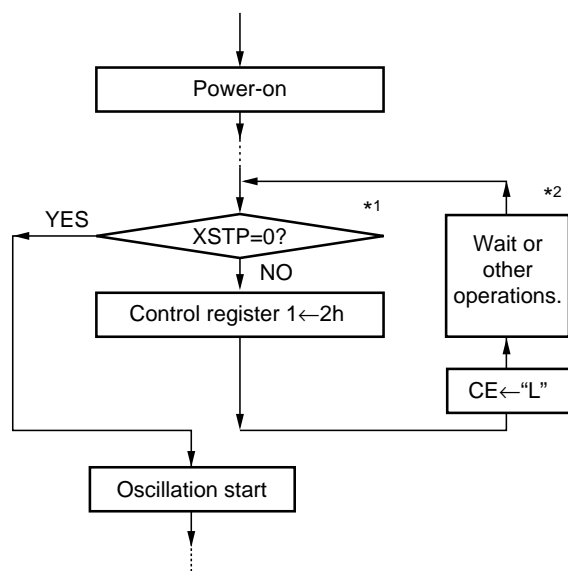 Power-on
*1
*2
YES
XSTP=0?
NO
Wait or
other
operations.
Control register 1←2h
CE←“L”
Oscillation start